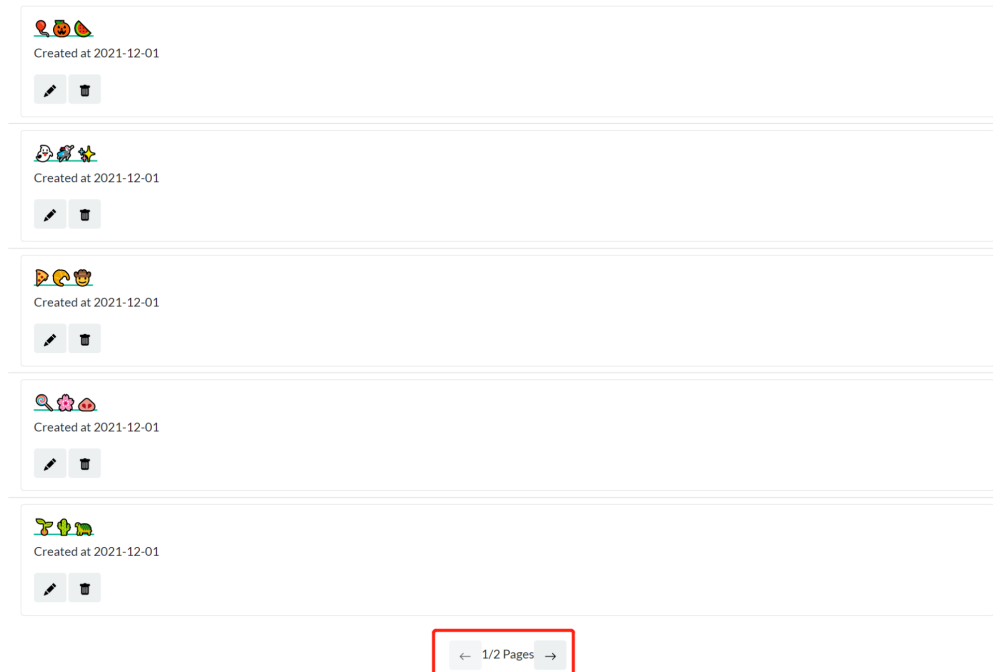 🎈🎃🍉
Created at 2021-12-01
👻🫏✨
Created at 2021-12-01
🍕🥐🤠
Created at 2021-12-01
🍭🌸🐽
Created at 2021-12-01
🌱🌵🐢
Created at 2021-12-01
← 1/2 Pages →